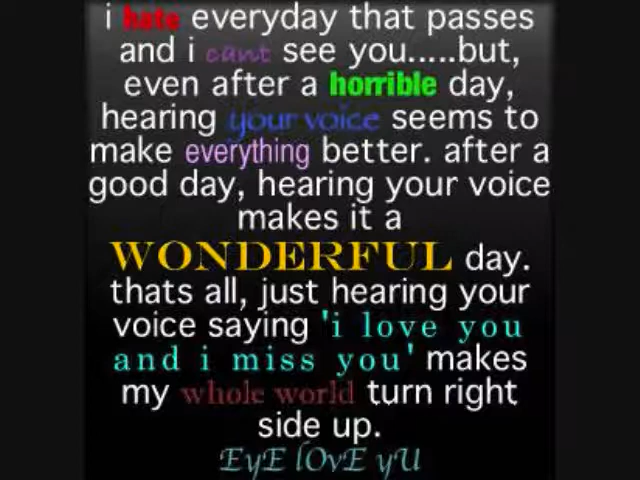 i hate everyday that passes
and i cant see you.....but,
even after a horrible day,
hearing your voice seems to
make everything better. after a
good day, hearing your voice
makes it a
WONDERFUL day.
thats all, just hearing your
voice saying 'i love you
and i miss you' makes
my whole world turn right
side up.
EyE lOvE yU